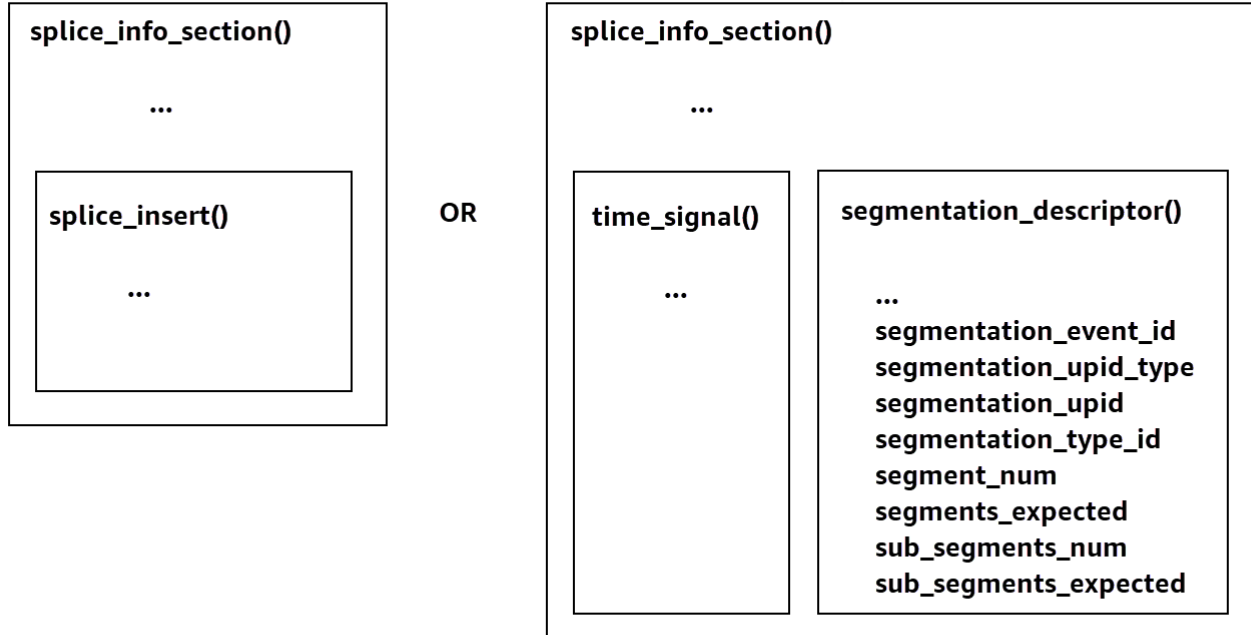 splice_info_section()
...
splice_insert()
...
OR
splice_info_section()
...
time_signal()
...
segmentation_descriptor()
...
segmentation_event_id
segmentation_upid_type
segmentation_upid
segmentation_type_id
segment_num
segments_expected
sub_segments_num
sub_segments_expected